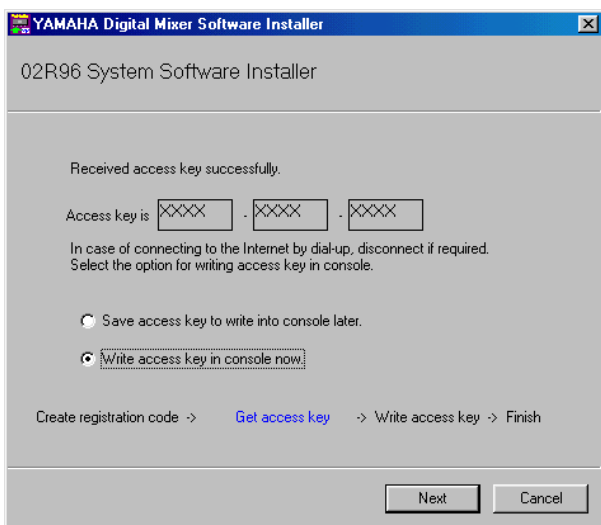 YAMAHA Digital Mixer Software Installer
02R96 System Software Installer
Received access key successfully.
Access key is XXXX - XXXX - XXXX
In case of connecting to the Internet by dial-up, disconnect if required.
Select the option for writing access key in console.
Save access key to write into console later.
Write access key in console now.
Create registration code -> Get access key -> Write access key -> Finish
Next Cancel